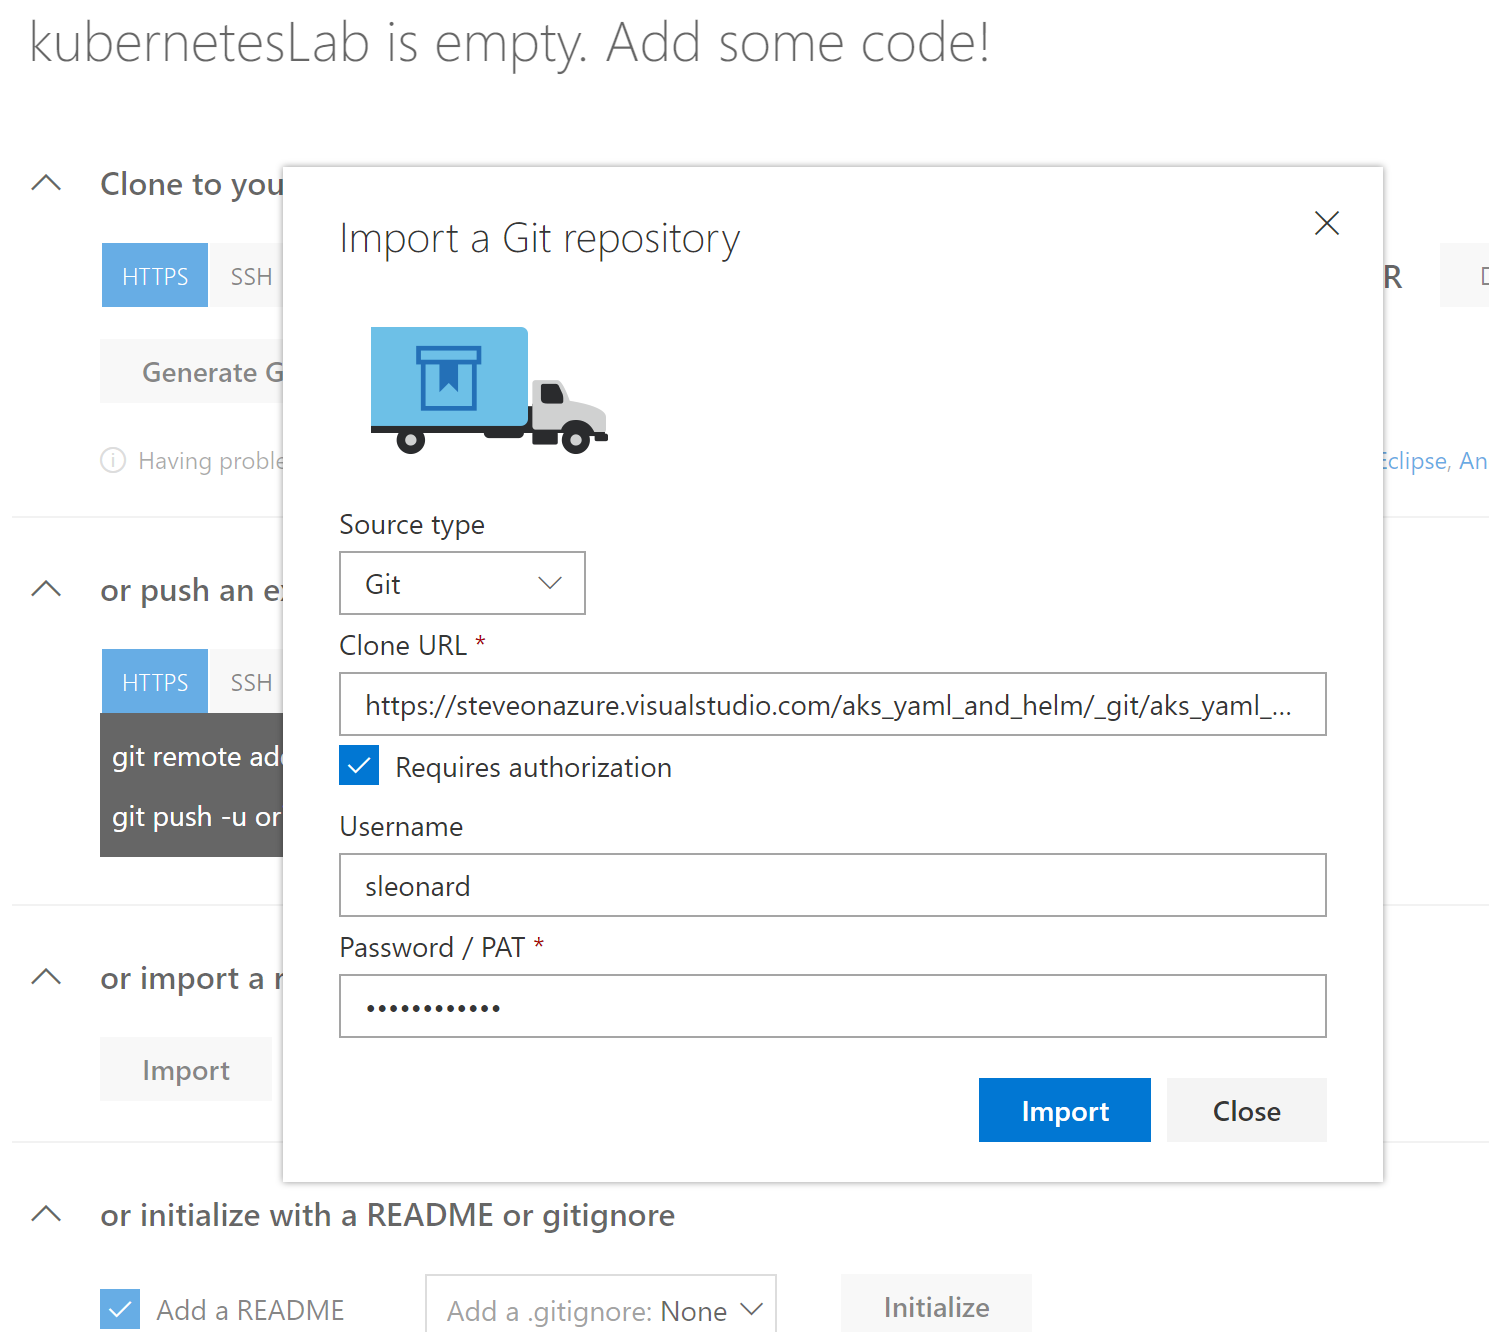 kubernetesLab is empty. Add some code!
Clone to you
HTTPS SSH
R
Generate G
Having proble
Eclipse, An
or push an ex
HTTPS SSH
git remote add
git push -u or
or import a r
Import
or initialize with a README or gitignore
Add a README
Add a .gitignore: None
Initialize
Import a Git repository
Source type
Git
Clone URL *
https://steveonazure.visualstudio.com/aks_yaml_and_helm/_git/aks_yaml_...
Requires authorization
Username
sleonard
Password / PAT *
••••••••••••
Import Close